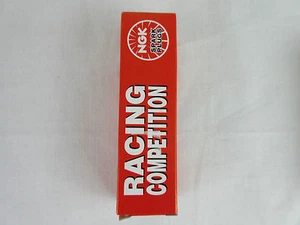 NGK
SPARK
PLUGS
RACING
COMPETITION